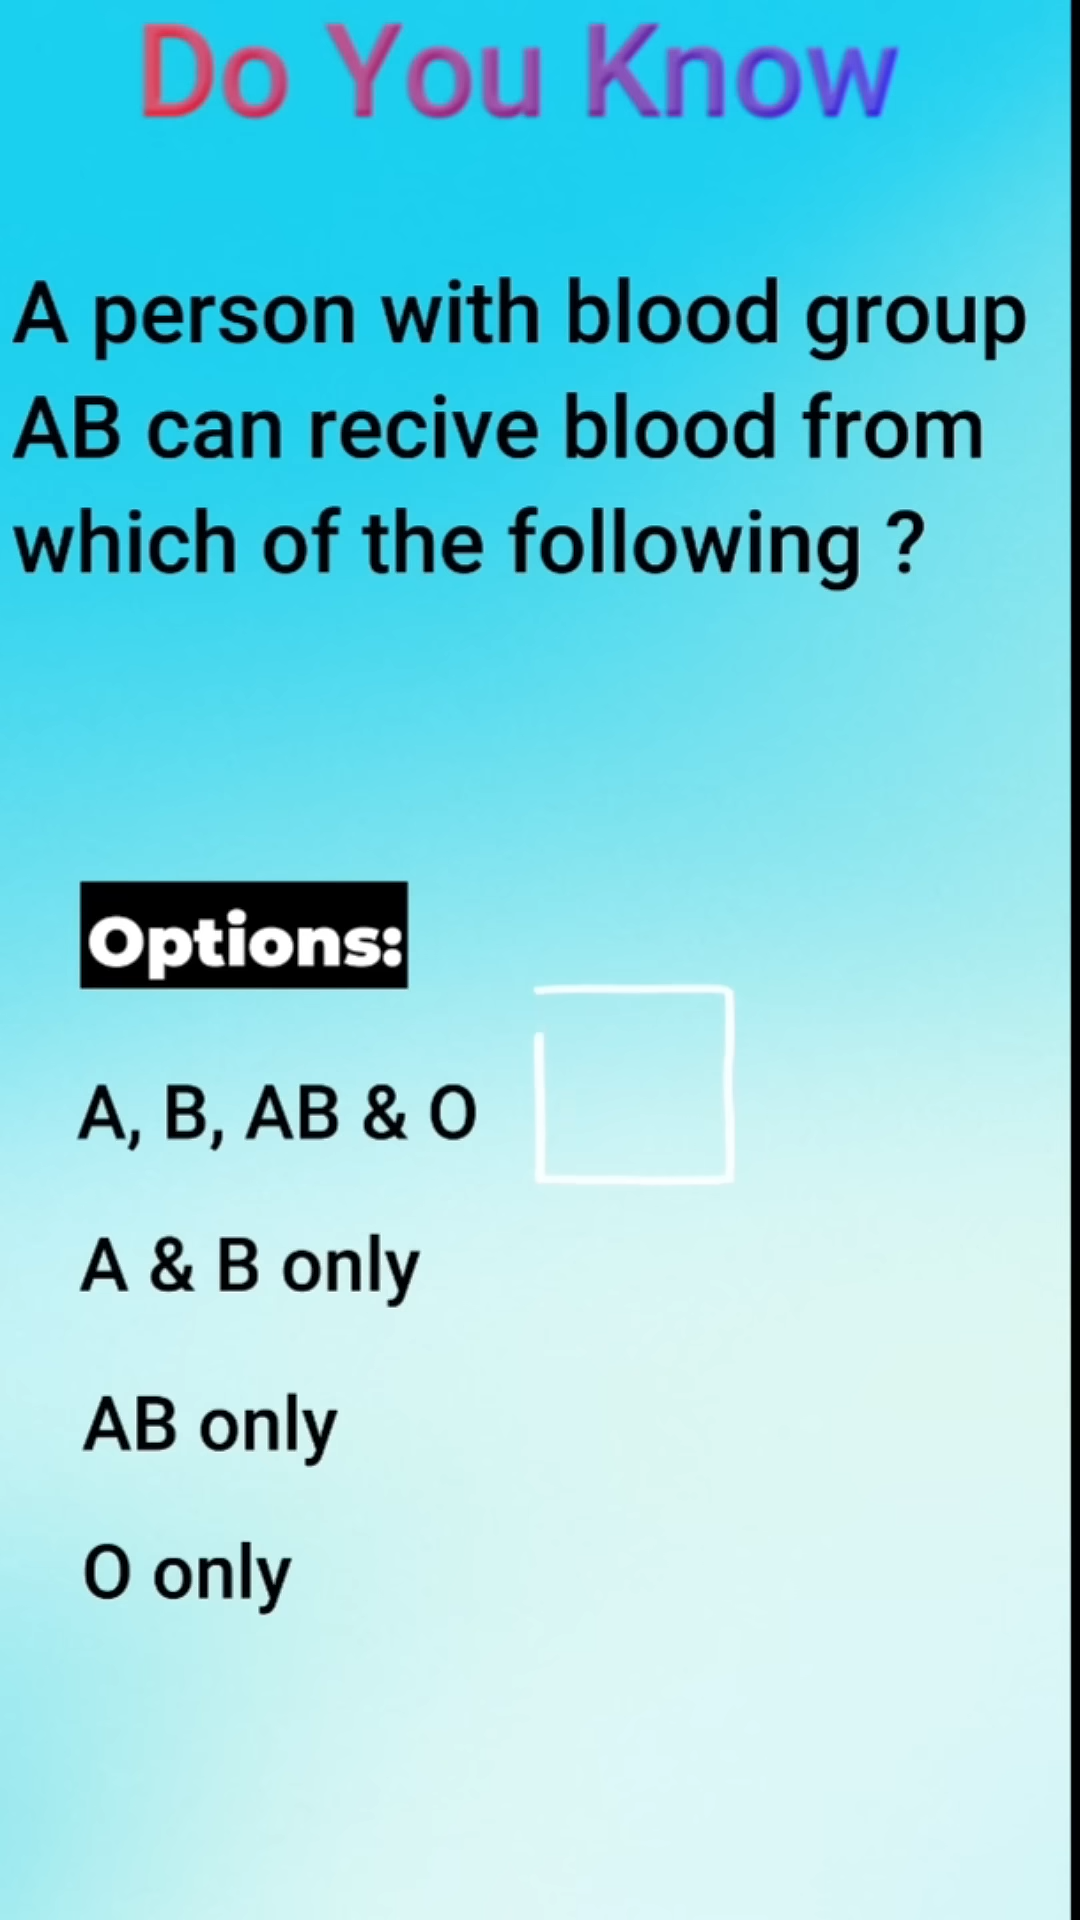 Do You Know
A person with blood group
AB can recive blood from
which of the following ?
Options:
A, B, AB & O
A & B only
AB only
O only